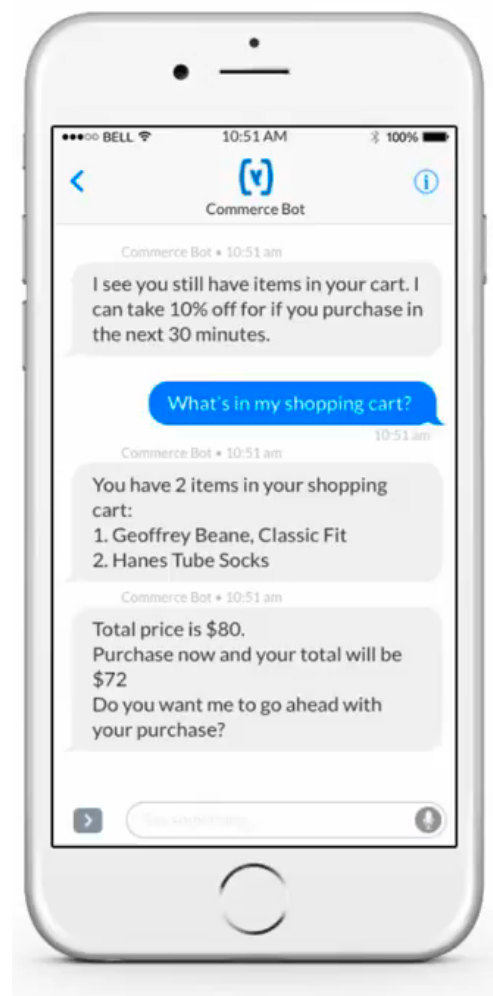 BELL
10:51 AM
100%
Commerce Bot
Commerce Bot • 10:51 am
I see you still have items in your cart. I
can take 10% off for if you purchase in
the next 30 minutes.
What's in my shopping cart?
10:51 am
Commerce Bot • 10:51 am
You have 2 items in your shopping
cart:
1. Geoffrey Beane, Classic Fit
2. Hanes Tube Socks
Commerce Bot • 10:51 am
Total price is $80.
Purchase now and your total will be
$72
Do you want me to go ahead with
your purchase?